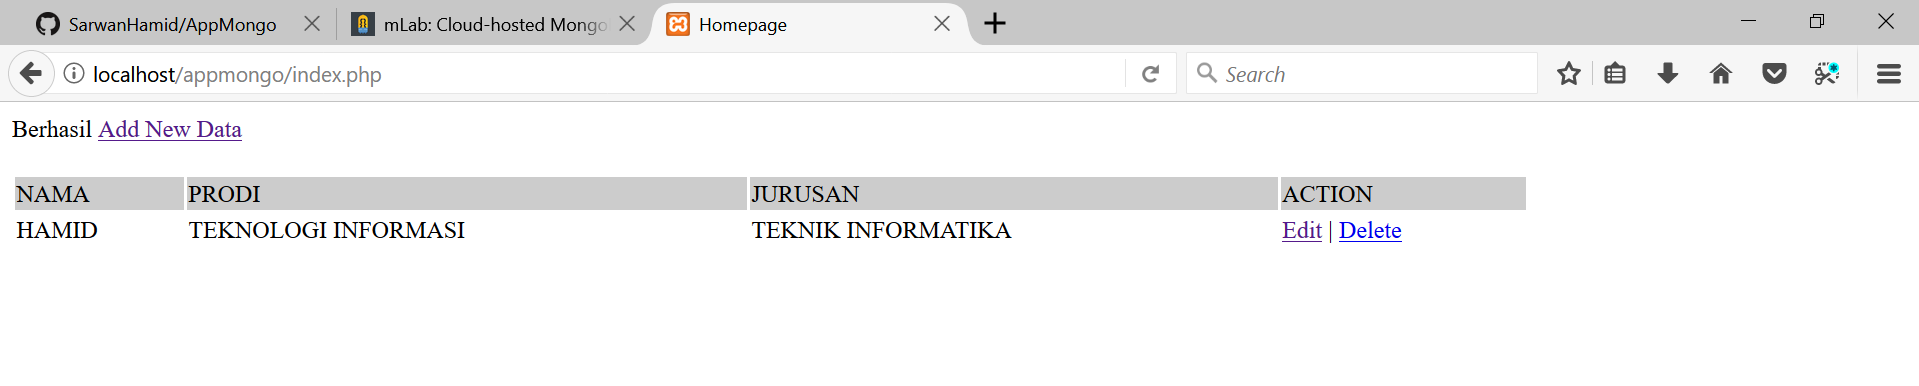 SarwanHamid/AppMongo
mLab: Cloud-hosted Mongo
Homepage
localhost/appmongo/index.php
Search
Berhasil Add New Data
NAMA PRODI JURUSAN ACTION
HAMID TEKNOLOGI INFORMASI TEKNIK INFORMATIKA Edit | Delete